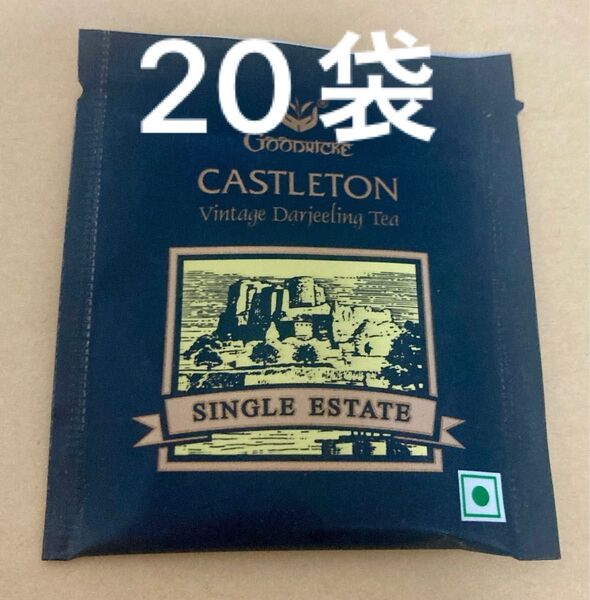 20袋
GOODRICKE
CASTLETON
Vintage Darjeeling Tea
SINGLE ESTATE